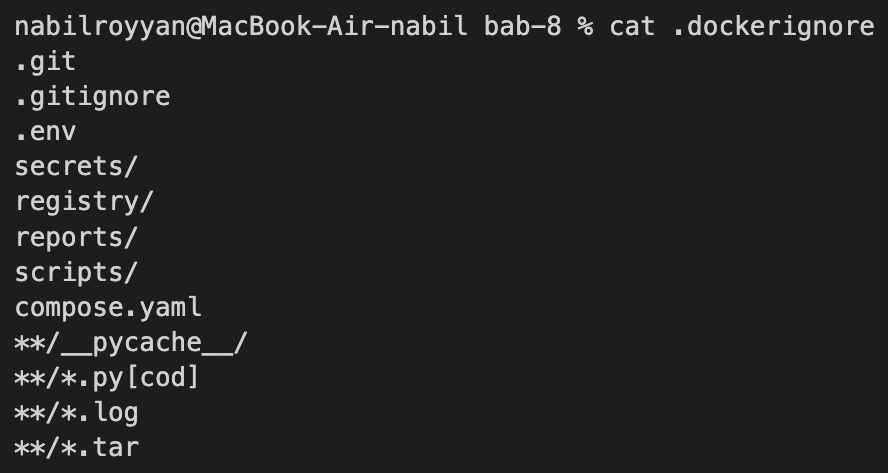 nabilroyyan@MacBook-Air-nabil bab-8 % cat .dockerignore
.git
.gitignore
.env
secrets/
registry/
reports/
scripts/
compose.yaml
**/__pycache__/
**/*.py[cod]
**/*.log
**/*.tar